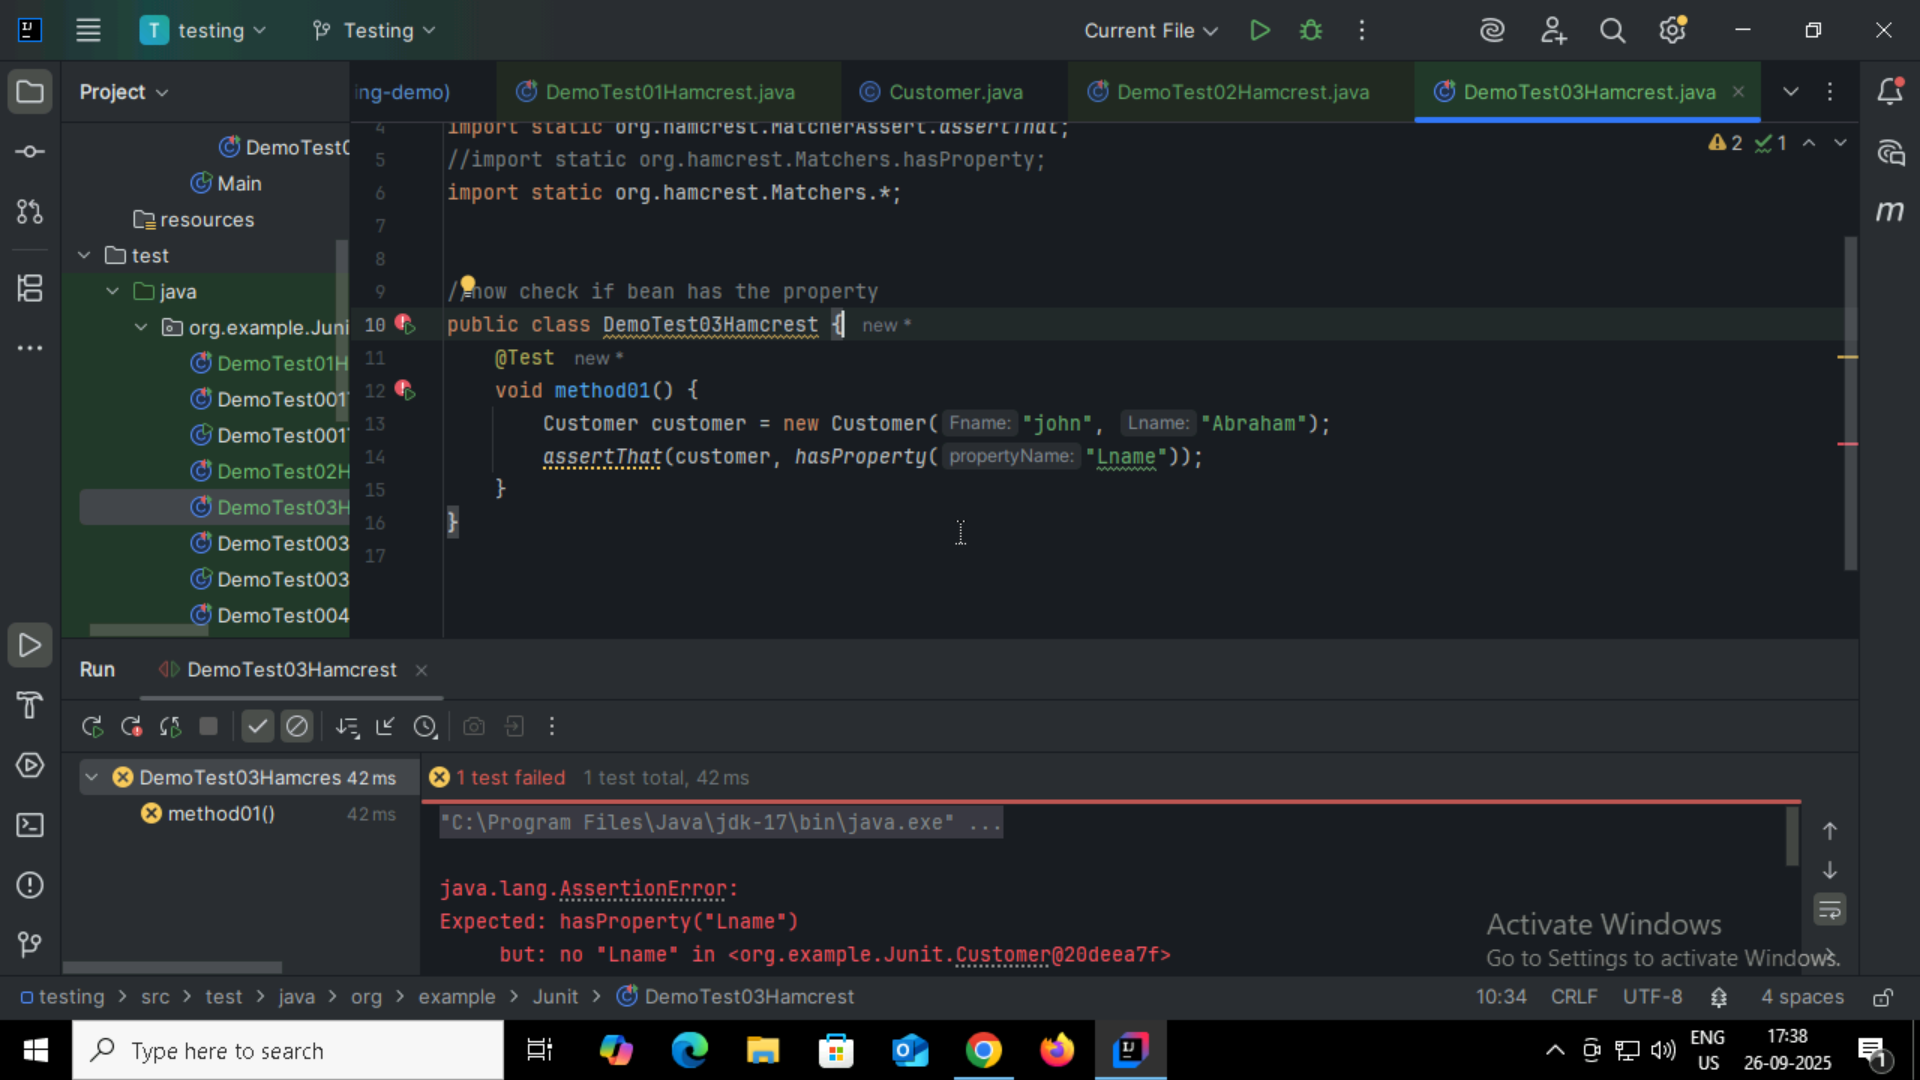 testing
Testing
Current File
Project
ing-demo)
DemoTest01Hamcrest.java
Customer.java
DemoTest02Hamcrest.java
DemoTest03Hamcrest.java
DemoTest0
Main
resources
test
java
org.example.Juni
DemoTest01H
DemoTest001
DemoTest001
DemoTest02H
DemoTest03H
DemoTest003
DemoTest003
DemoTest004
2 1
4 import static org.hamcrest.MatcherAssert.assertThat;
5 //import static org.hamcrest.Matchers.hasProperty;
6 import static org.hamcrest.Matchers.*;
7
8
9 //now check if bean has the property
10 public class DemoTest03Hamcrest { new *
11 @Test new *
12 void method01() {
13 Customer customer = new Customer( Fname: "john", Lname: "Abraham");
14 assertThat(customer, hasProperty( propertyName: "Lname"));
15 }
16 }
17
m
Run
DemoTest03Hamcrest
DemoTest03Hamcres 42 ms
method01() 42 ms
1 test failed 1 test total, 42 ms
"C:\Program Files\Java\jdk-17\bin\java.exe" ...
java.lang.AssertionError:
Expected: hasProperty("Lname")
but: no "Lname" in <org.example.Junit.Customer@20deea7f>
Activate Windows
Go to Settings to activate Windows.
testing > src > test > java > org > example > Junit > DemoTest03Hamcrest
10:34 CRLF UTF-8 4 spaces
Type here to search
ENG
US
17:38
26-09-2025
1